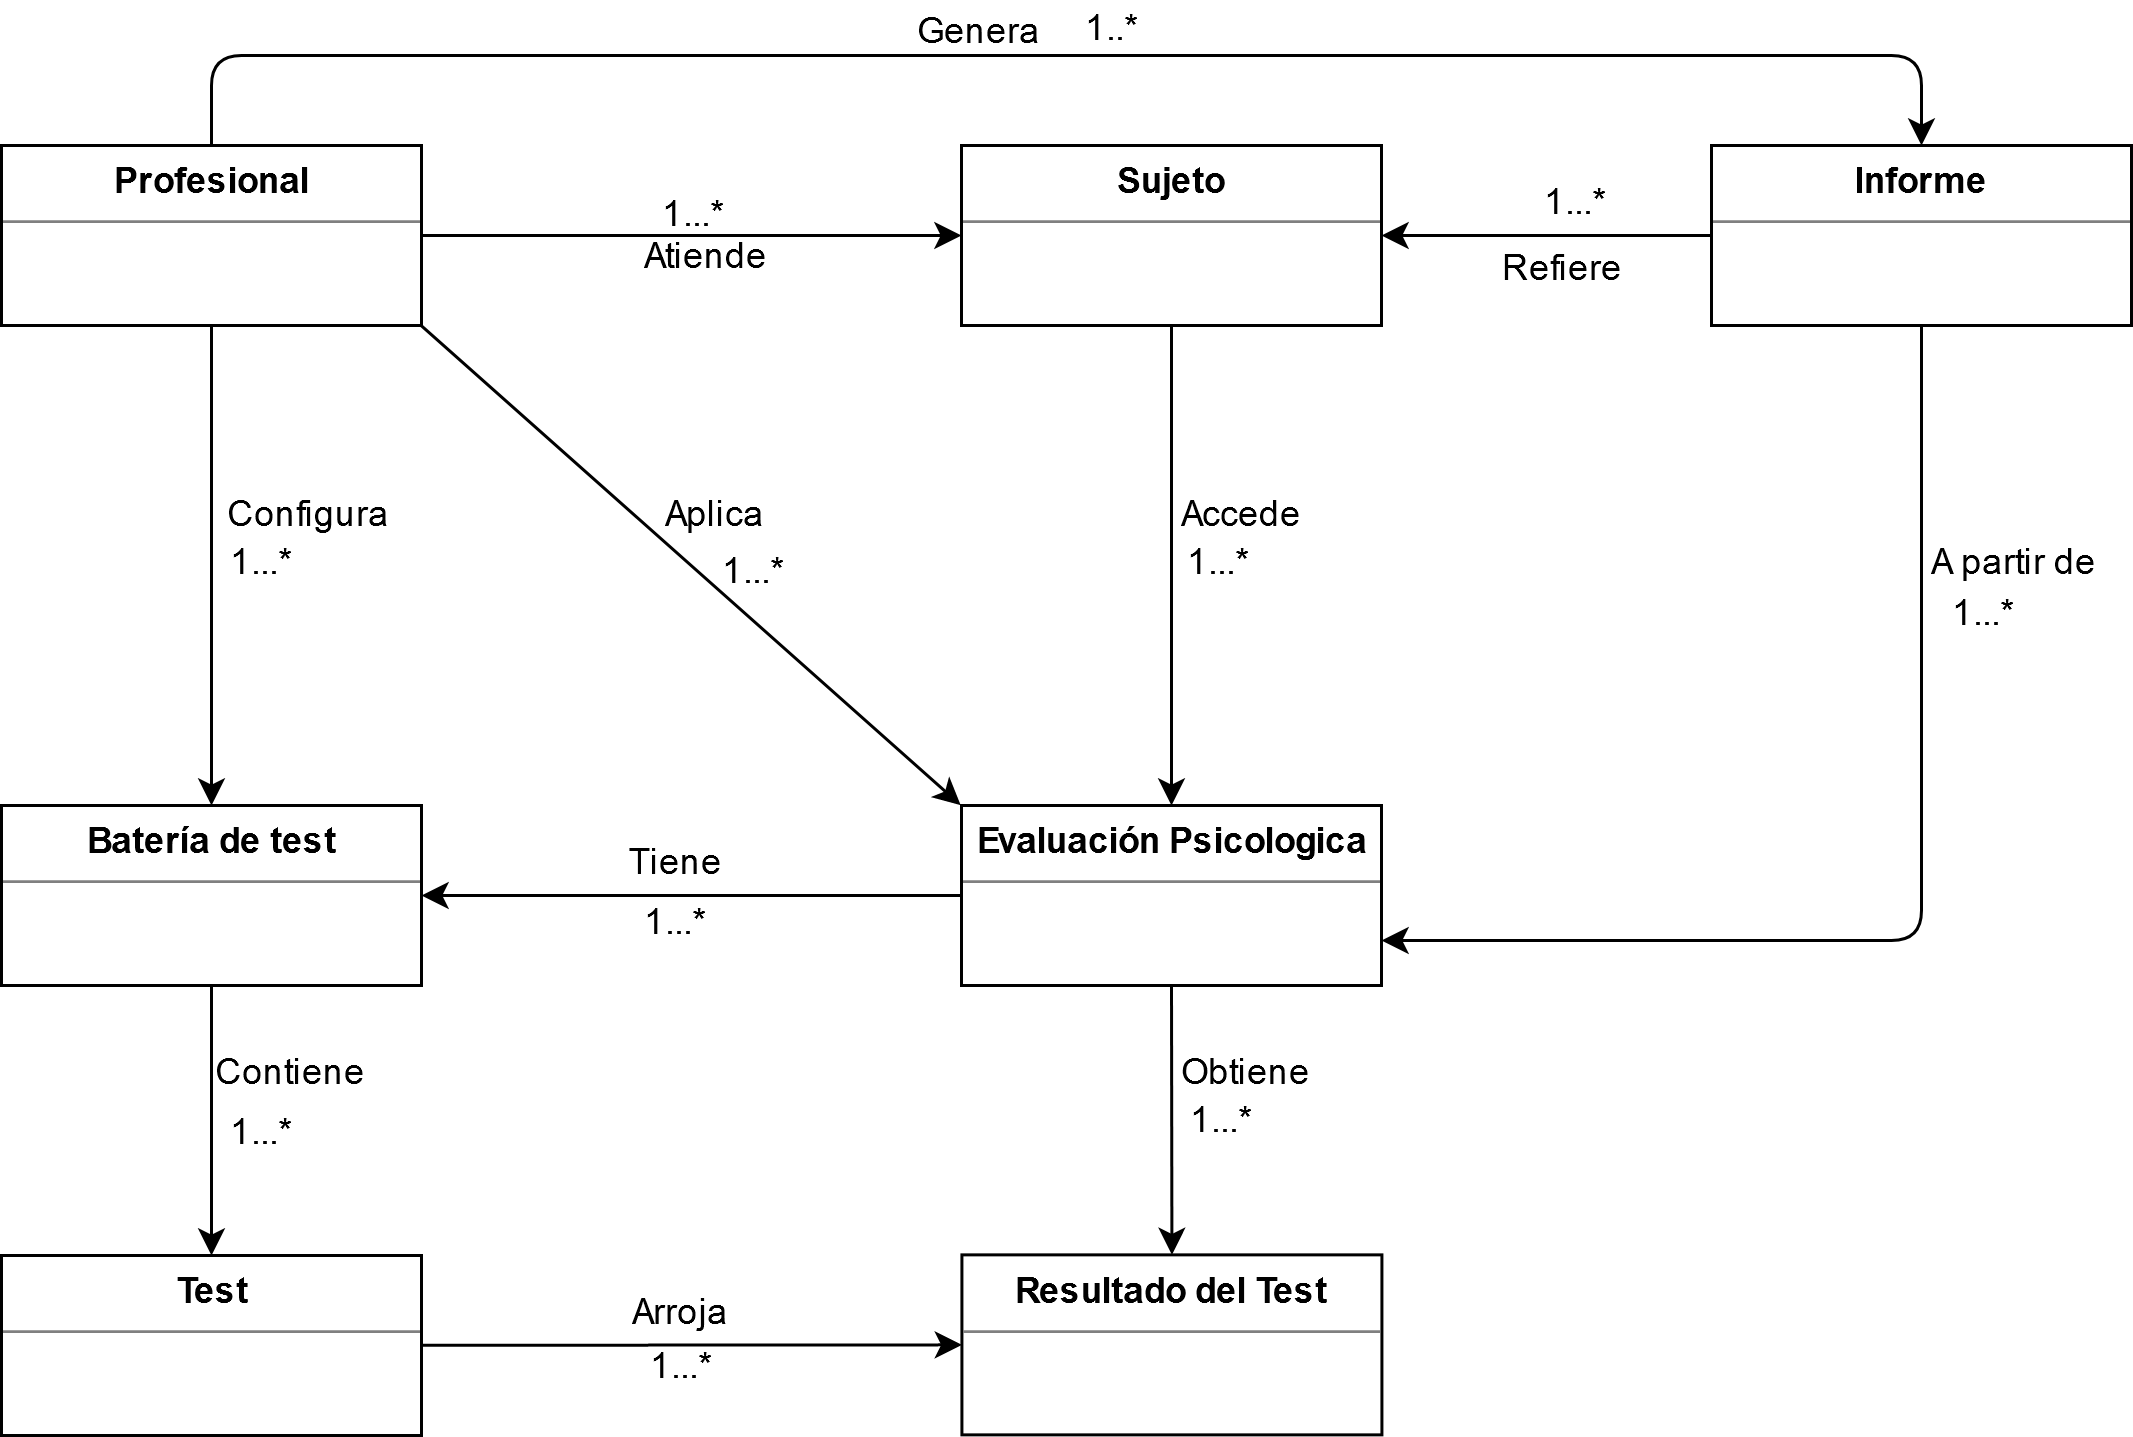 Genera 1..*
Profesional
Sujeto
Informe
1...*
Atiende
1...*
Refiere
Configura
1...*
Aplica
1...*
Accede
1...*
A partir de
1...*
Batería de test
Evaluación Psicologica
Tiene
1...*
Contiene
1...*
Obtiene
1...*
Test
Resultado del Test
Arroja
1...*